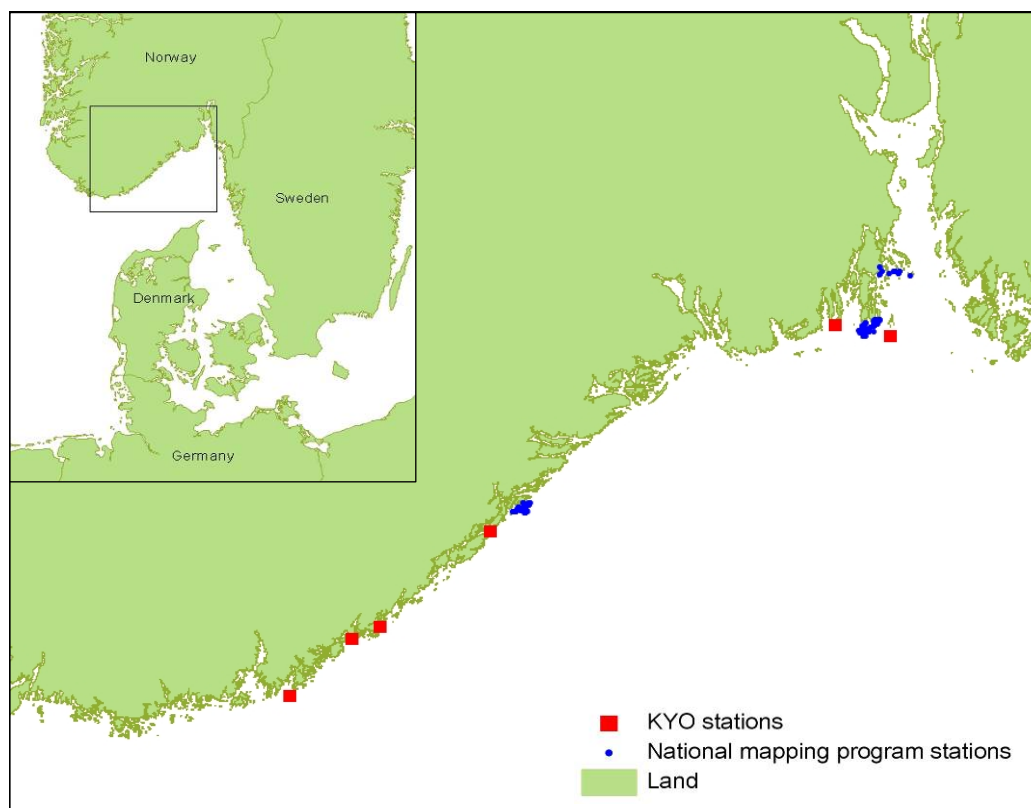 Norway
Sweden
Denmark
Germany
KYO stations
National mapping program stations
Land